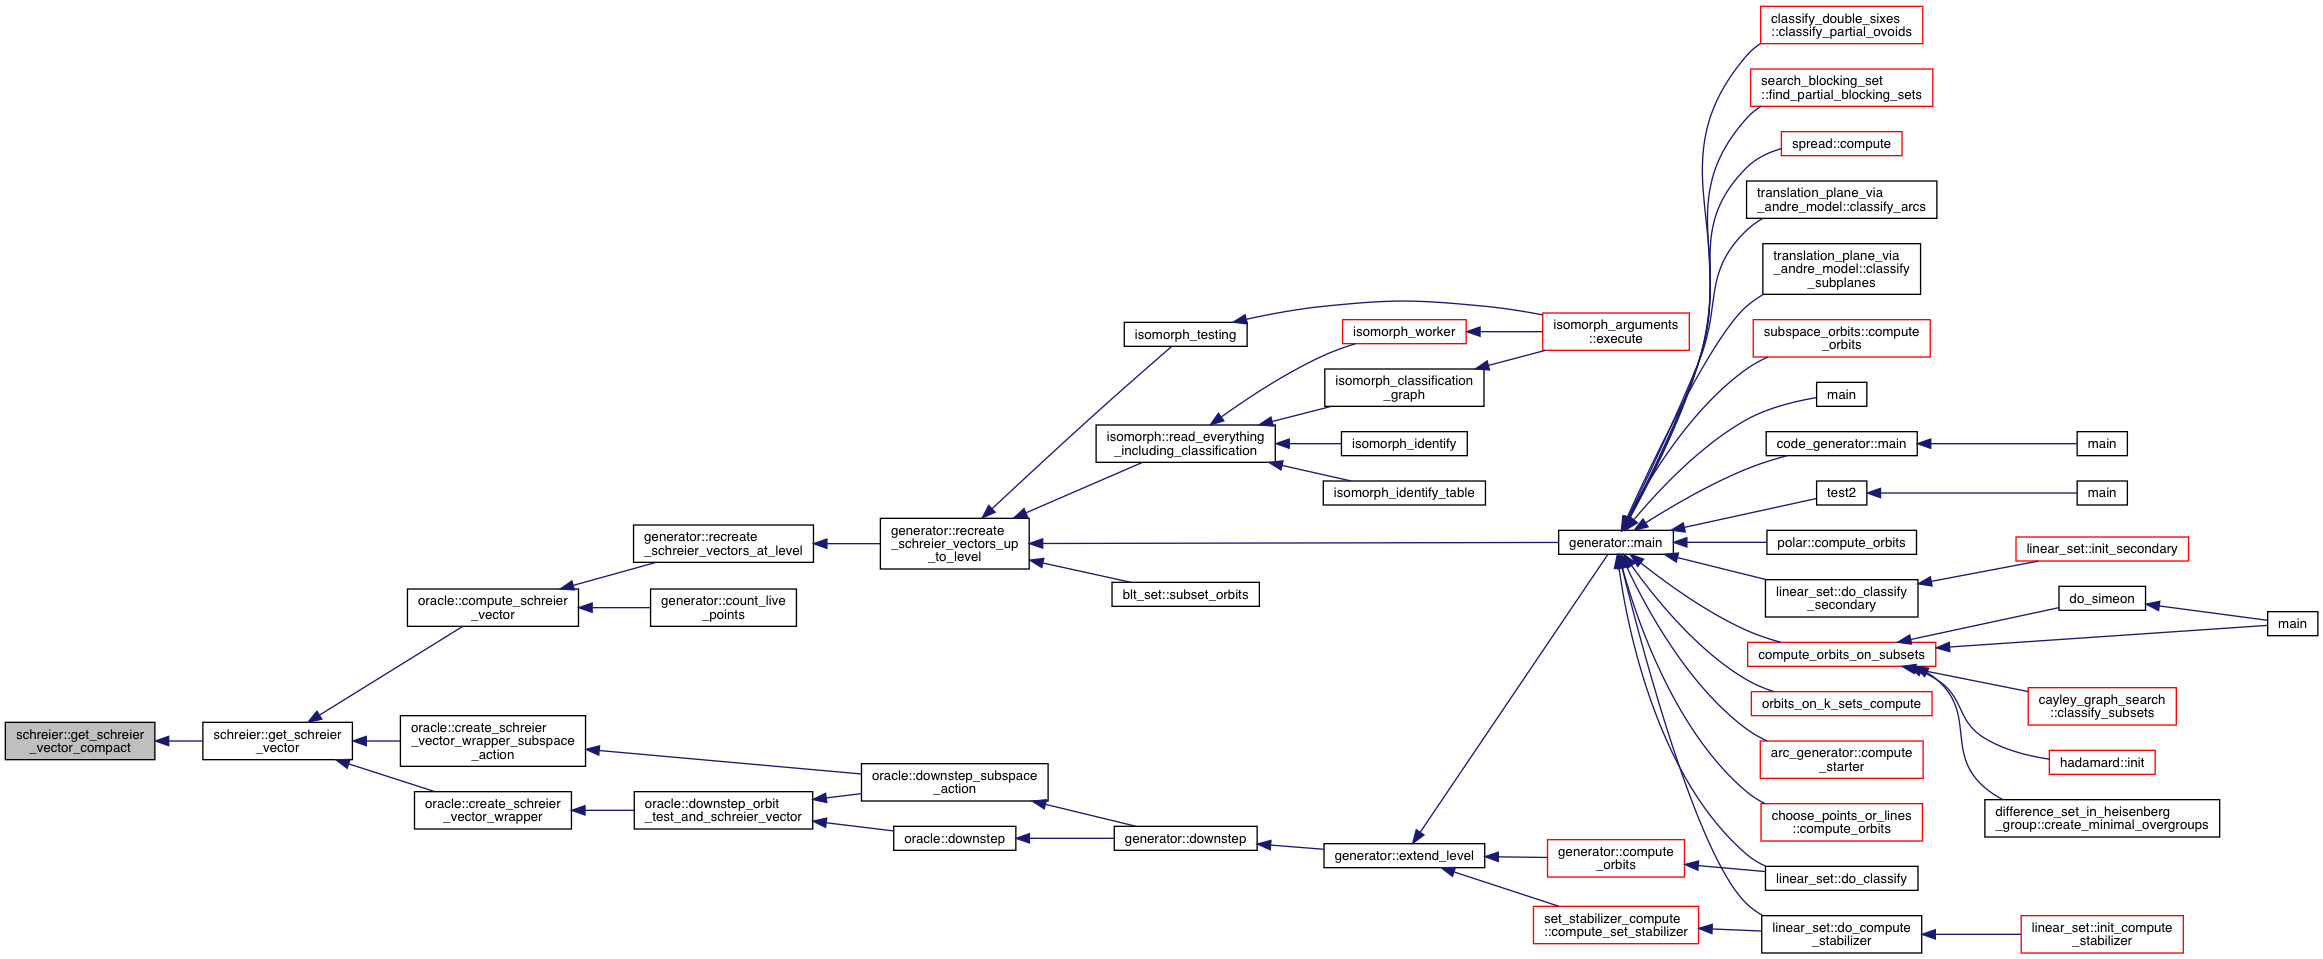 classify_double_sixes
::classify_partial_ovoids
search_blocking_set
::find_partial_blocking_sets
spread::compute
translation_plane_via
_andre_model::classify_arcs
translation_plane_via
_andre_model::classify
_subplanes
subspace_orbits::compute
_orbits
main
code_generator::main
main
test2
main
polar::compute_orbits
linear_set::do_classify
_secondary
linear_set::init_secondary
compute_orbits_on_subsets
do_simeon
main
cayley_graph_search
::classify_subsets
hadamard::init
difference_set_in_heisenberg
_group::create_minimal_overgroups
orbits_on_k_sets_compute
arc_generator::compute
_starter
choose_points_or_lines
::compute_orbits
linear_set::do_classify
linear_set::do_compute
_stabilizer
linear_set::init_compute
_stabilizer
isomorph_testing
isomorph_worker
isomorph_arguments
::execute
isomorph_classification
_graph
isomorph::read_everything
_including_classification
isomorph_identify
isomorph_identify_table
generator::main
generator::recreate
_schreier_vectors_up
_to_level
generator::recreate
_schreier_vectors_at_level
blt_set::subset_orbits
oracle::compute_schreier
_vector
generator::count_live
_points
schreier::get_schreier
_vector_compact
schreier::get_schreier
_vector
oracle::create_schreier
_vector_wrapper_subspace
_action
oracle::create_schreier
_vector_wrapper
oracle::downstep_orbit
_test_and_schreier_vector
oracle::downstep_subspace
_action
oracle::downstep
generator::downstep
generator::extend_level
generator::compute
_orbits
set_stabilizer_compute
::compute_set_stabilizer